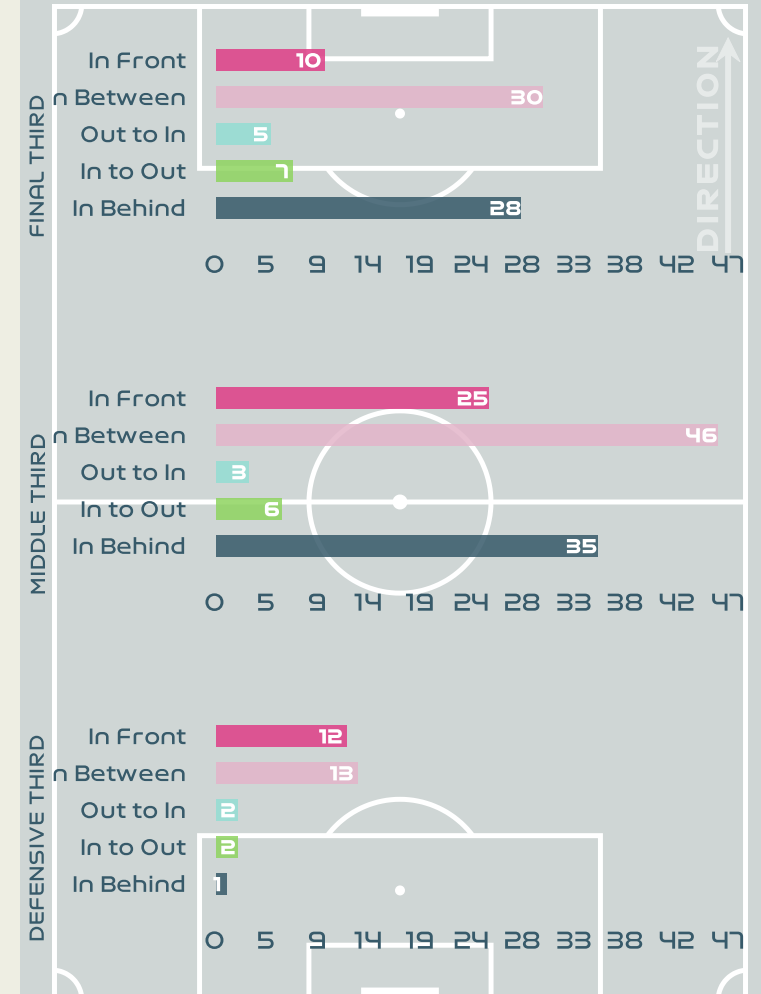 In Front 10
n Between 30
Out to In 5
In to Out 7
In Behind 28
0 5 9 14 19 24 28 33 38 42 47
FINAL THIRD
DIRECTION
In Front 25
n Between 46
Out to In 3
In to Out 6
In Behind 35
0 5 9 14 19 24 28 33 38 42 47
MIDDLE THIRD
In Front 12
n Between 13
Out to In 2
In to Out 2
In Behind 1
0 5 9 14 19 24 28 33 38 42 47
DEFENSIVE THIRD